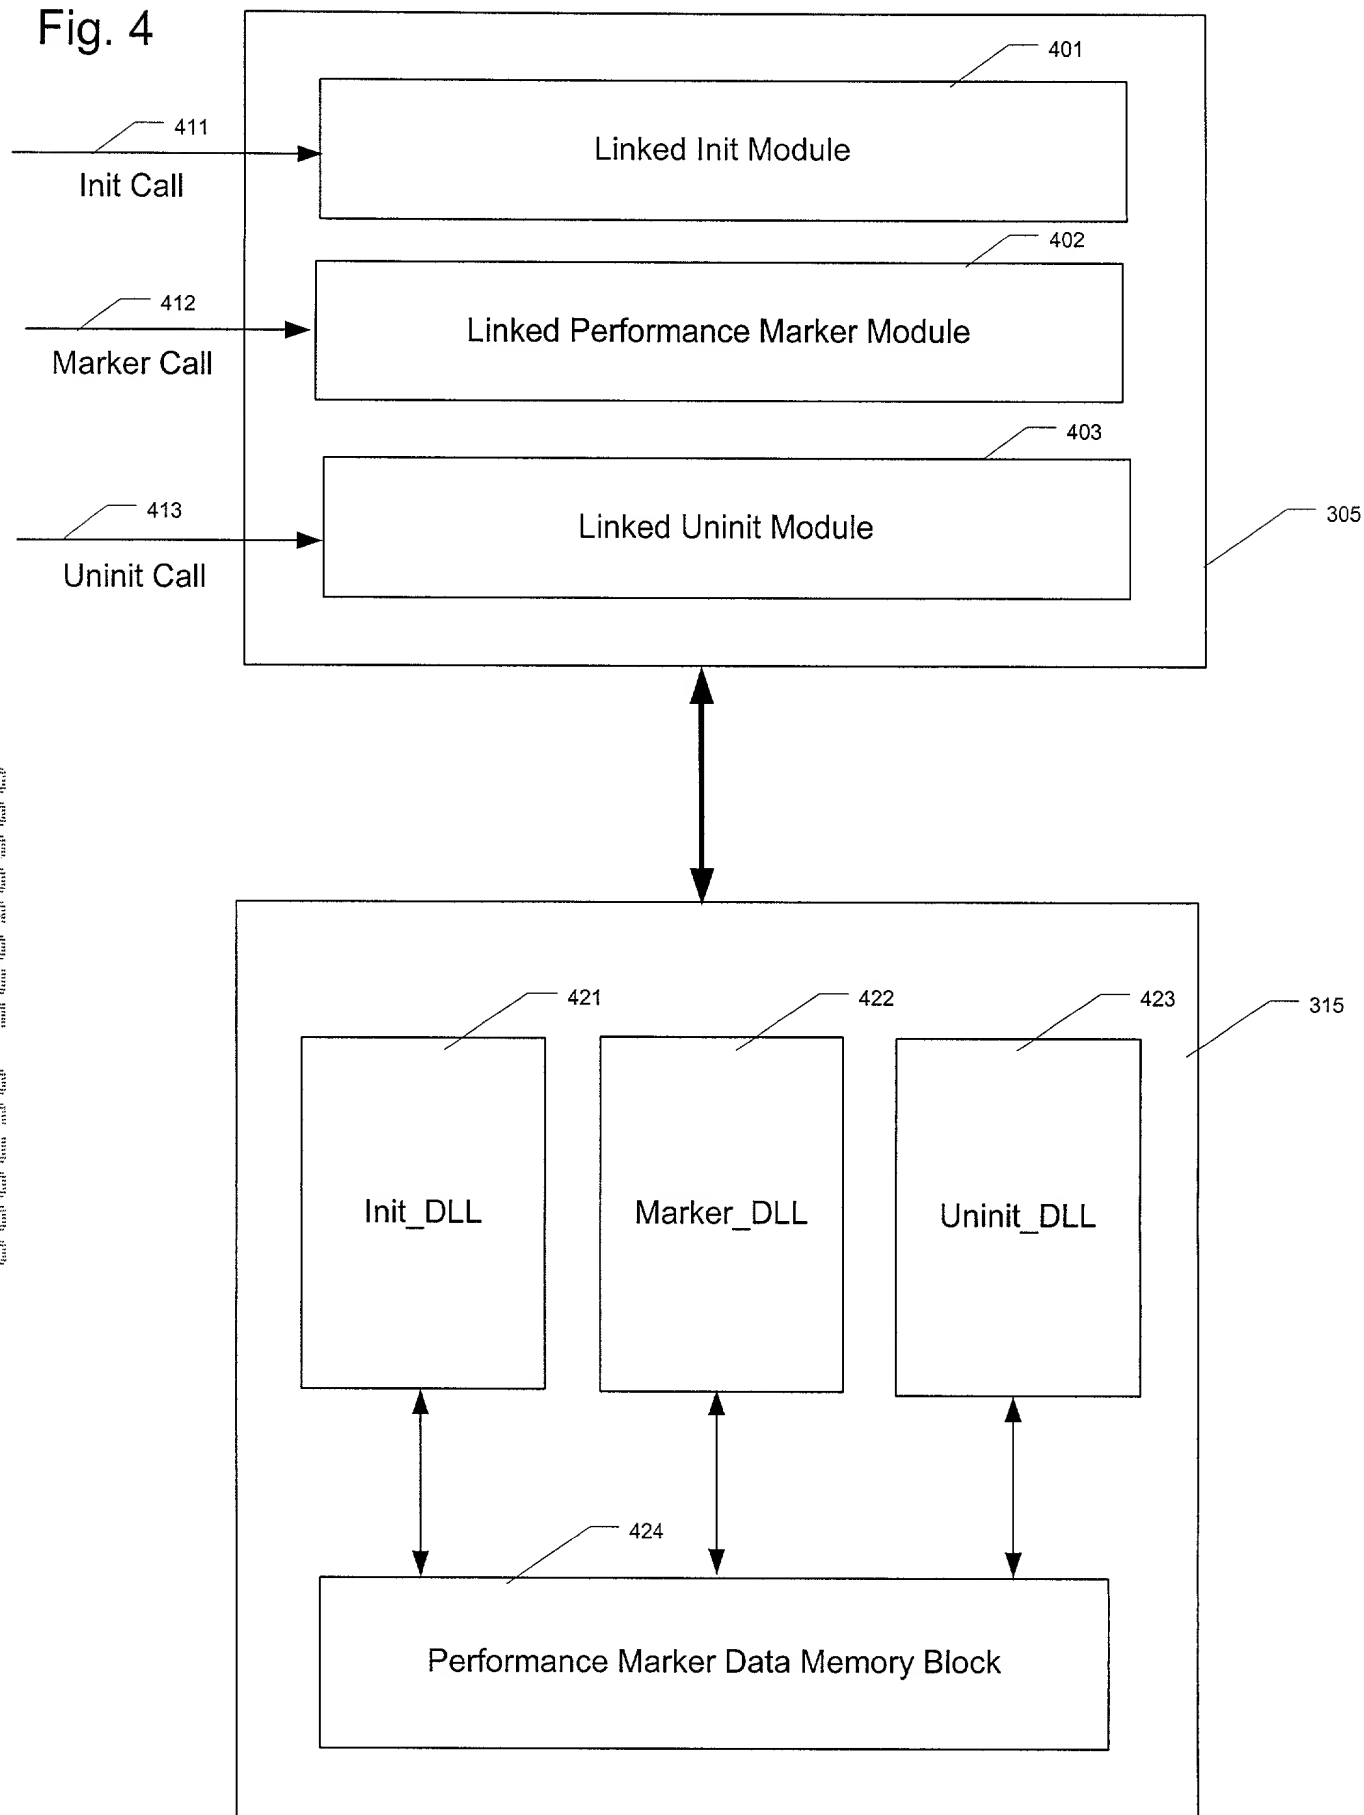 Fig. 4
401
411
Linked Init Module
Init Call
402
412
Linked Performance Marker Module
Marker Call
403
413
305
Linked Uninit Module
Uninit Call
421
422
423
315
Init_DLL
Marker_DLL
Uninit_DLL
424
Performance Marker Data Memory Block